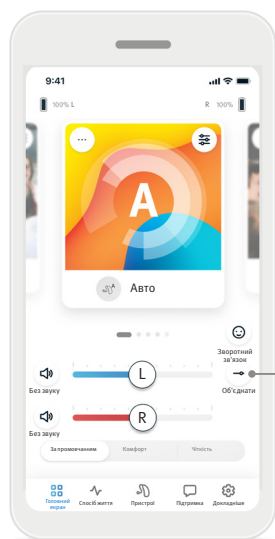 9:41
100% L
R 100%
A
A
Авто
Зворотний
зв'язок
L
Без звуку
Об'єднати
R
Без звуку
За промовчанням
Комфорт
Чіткість
Головний
екран
Спосіб життя
Пристрої
Підтримка
Докладніше